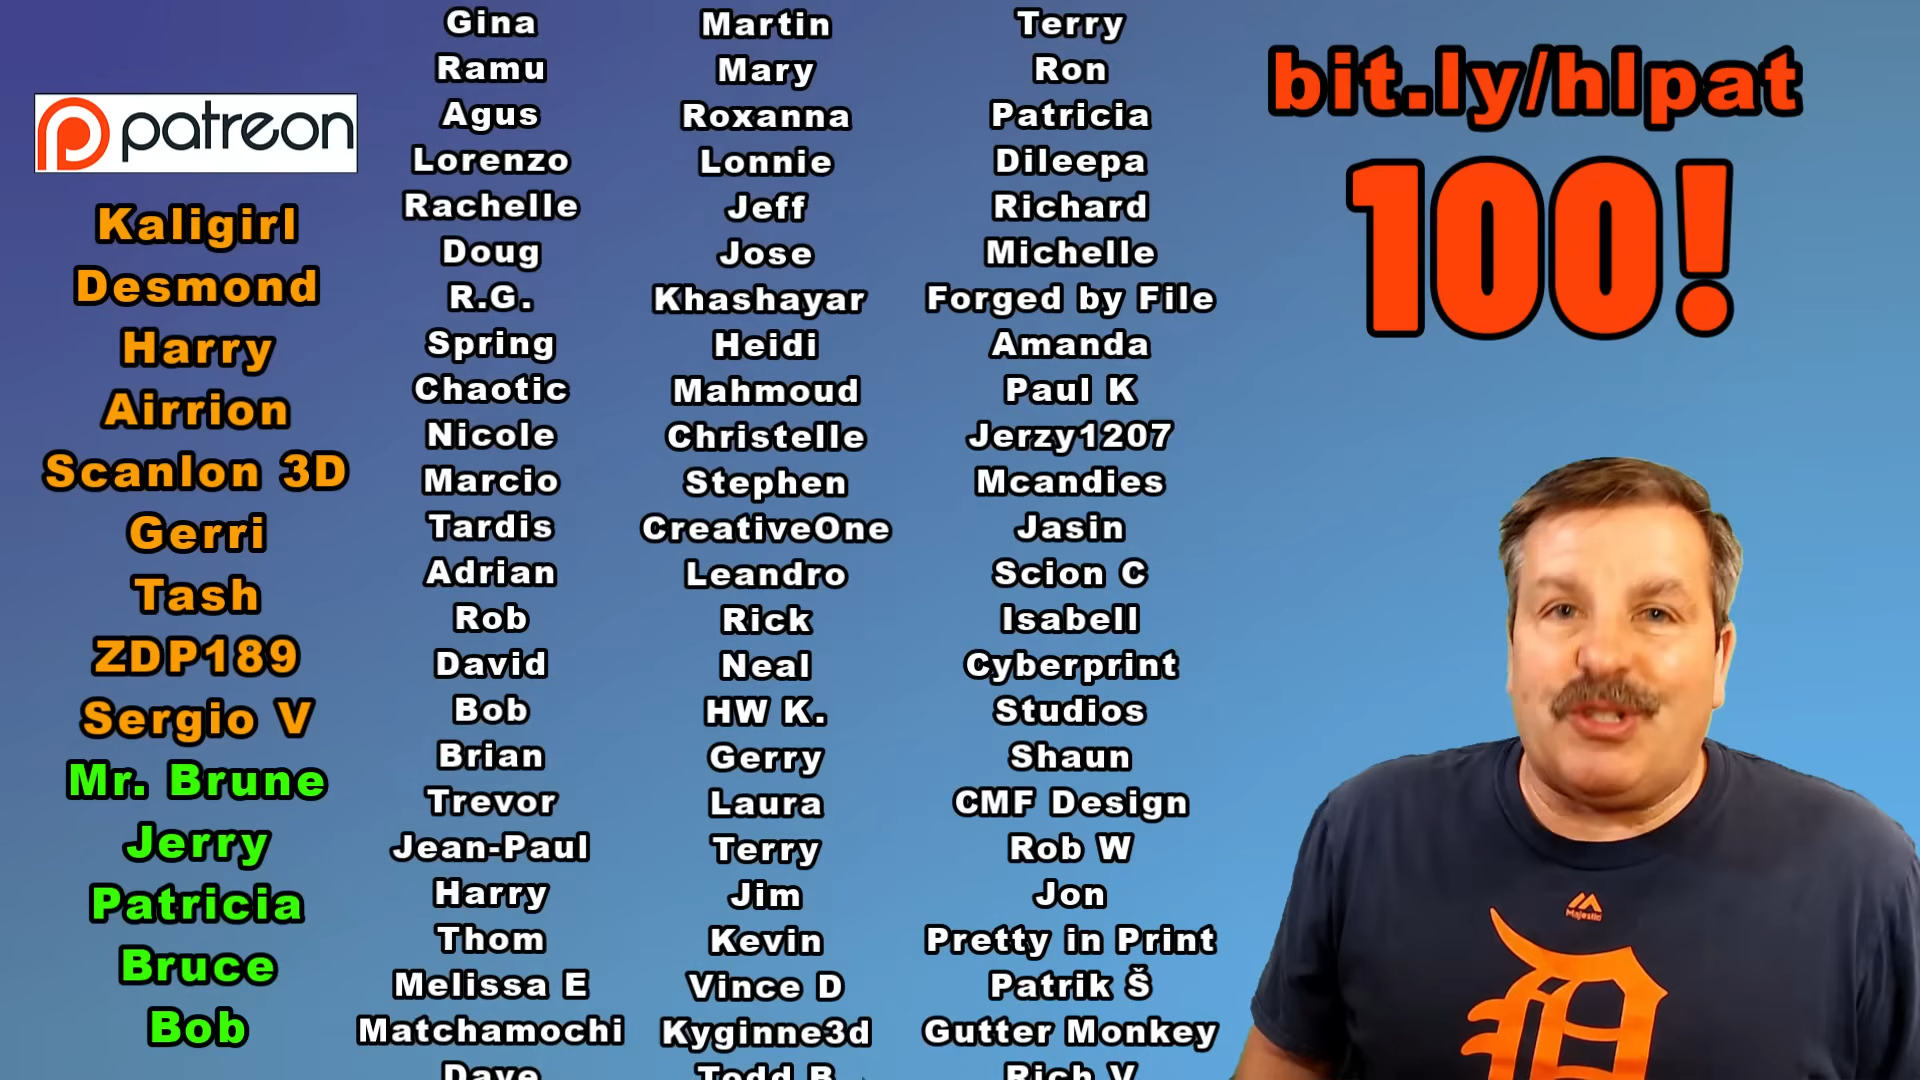 patreon
Kaligirl
Desmond
Harry
Airrion
Scanlon 3D
Gerri
Tash
ZDP189
Sergio V
Mr. Brune
Jerry
Patricia
Bruce
Bob
Gina
Ramu
Agus
Lorenzo
Rachelle
Doug
R.G.
Spring
Chaotic
Nicole
Marcio
Tardis
Adrian
Rob
David
Bob
Brian
Trevor
Jean-Paul
Harry
Thom
Melissa E
Matchamochi
Dave
Martin
Mary
Roxanna
Lonnie
Jeff
Jose
Khashayar
Heidi
Mahmoud
Christelle
Stephen
CreativeOne
Leandro
Rick
Neal
HW K.
Gerry
Laura
Terry
Jim
Kevin
Vince D
Kyginne3d
Todd B
Terry
Ron
Patricia
Dileepa
Richard
Michelle
Forged by File
Amanda
Paul K
Jerzy1207
Mcandies
Jasin
Scion C
Isabell
Cyberprint
Studios
Shaun
CMF Design
Rob W
Jon
Pretty in Print
Patrik Š
Gutter Monkey
Rich V
bit.ly/hlpat
100!
Majestic
D